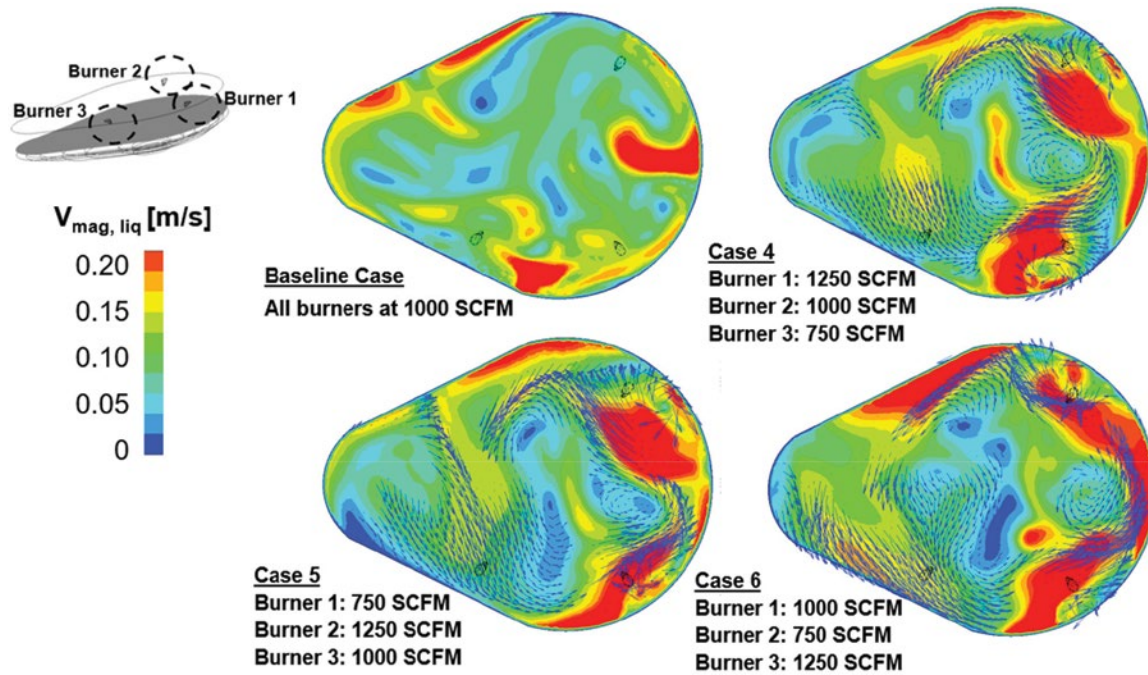 Burner 2
Burner 3
Burner 1
V mag, liq [m/s]
0.20
0.15
0.10
0.05
0
Baseline Case
All burners at 1000 SCFM
Case 4
Burner 1: 1250 SCFM
Burner 2: 1000 SCFM
Burner 3: 750 SCFM
Case 5
Burner 1: 750 SCFM
Burner 2: 1250 SCFM
Burner 3: 1000 SCFM
Case 6
Burner 1: 1000 SCFM
Burner 2: 750 SCFM
Burner 3: 1250 SCFM